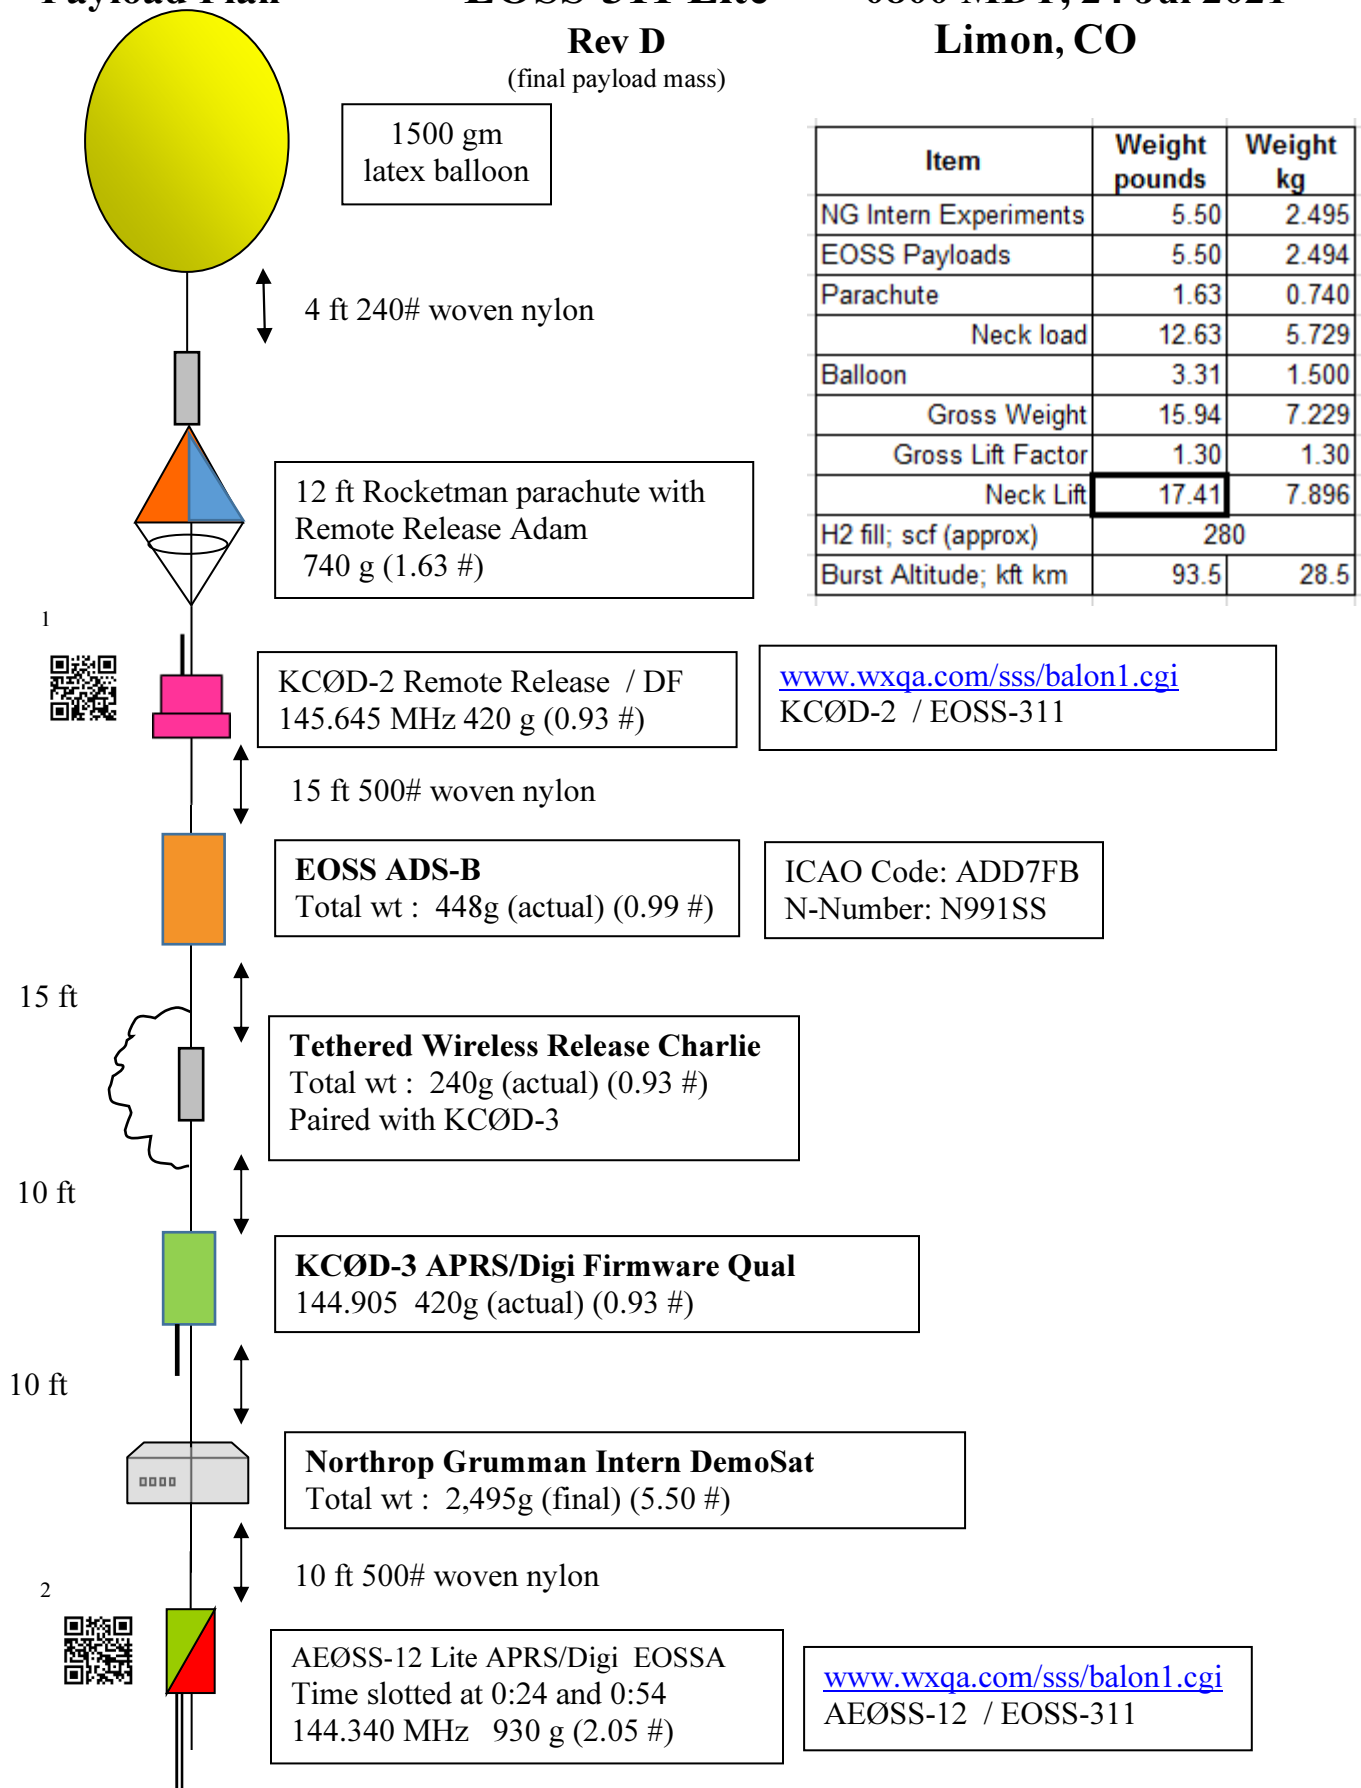 Payload Plan EOSS-311 Lite 0800 MDT, 24 Jul 2021
Rev D Limon, CO
(final payload mass)
1500 gm
latex balloon
Item Weight pounds Weight kg
NG Intern Experiments 5.50 2.495
EOSS Payloads 5.50 2.494
Parachute 1.63 0.740
Neck load 12.63 5.729
Balloon 3.31 1.500
Gross Weight 15.94 7.229
Gross Lift Factor 1.30 1.30
Neck Lift 17.41 7.896
H2 fill; scf (approx) 280
Burst Altitude; kft km 93.5 28.5
4 ft 240# woven nylon
12 ft Rocketman parachute with
Remote Release Adam
740 g (1.63 #)
1
KCØD-2 Remote Release / DF
145.645 MHz 420 g (0.93 #)
www.wxqa.com/sss/balon1.cgi
KCØD-2 / EOSS-311
15 ft 500# woven nylon
EOSS ADS-B
Total wt : 448g (actual) (0.99 #)
ICAO Code: ADD7FB
N-Number: N991SS
15 ft
Tethered Wireless Release Charlie
Total wt : 240g (actual) (0.93 #)
Paired with KCØD-3
10 ft
KCØD-3 APRS/Digi Firmware Qual
144.905 420g (actual) (0.93 #)
10 ft
Northrop Grumman Intern DemoSat
Total wt : 2,495g (final) (5.50 #)
10 ft 500# woven nylon
2
AEØSS-12 Lite APRS/Digi EOSSA
Time slotted at 0:24 and 0:54
144.340 MHz 930 g (2.05 #)
www.wxqa.com/sss/balon1.cgi
AEØSS-12 / EOSS-311